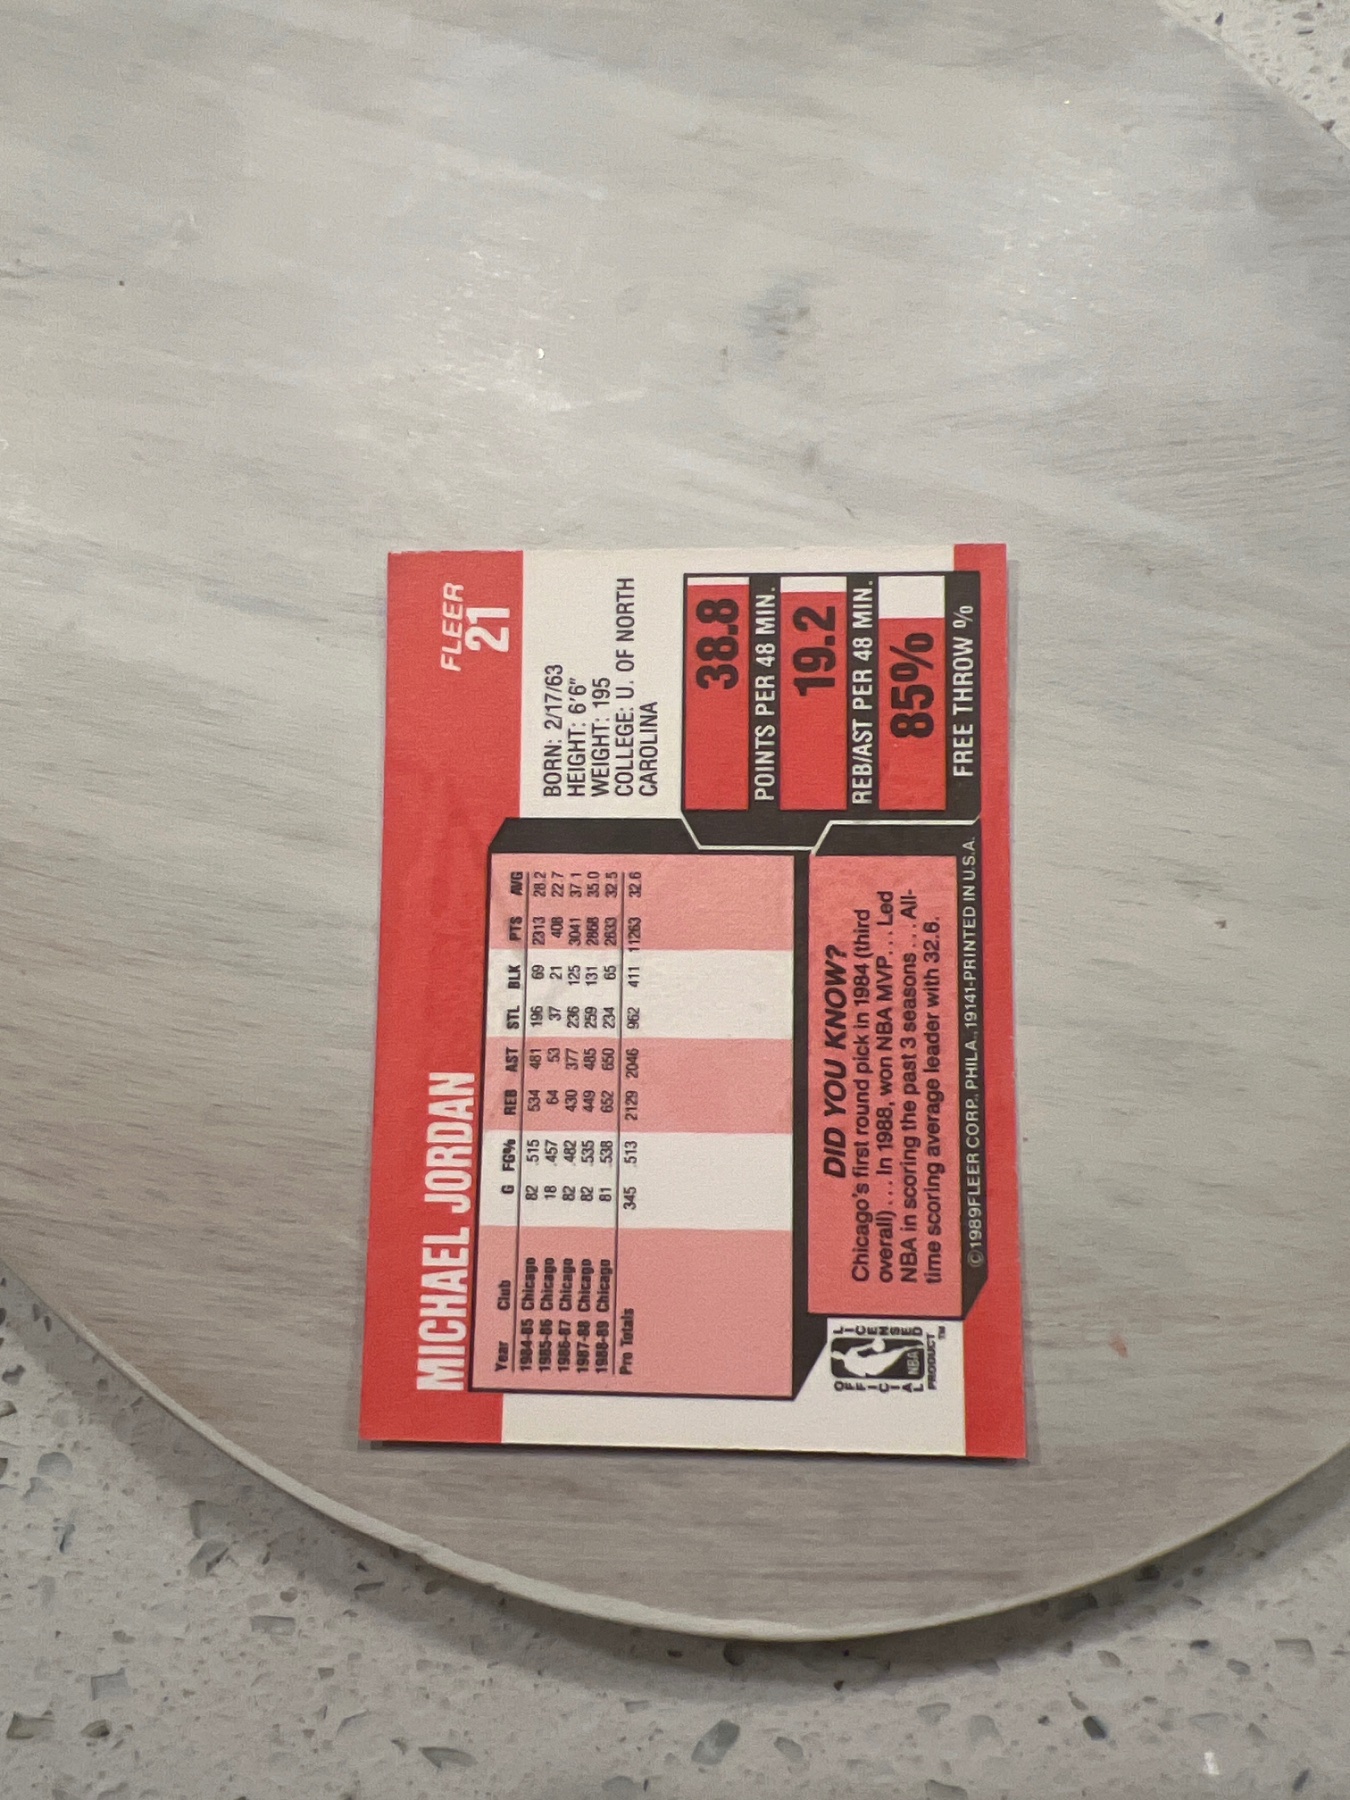 FLEER
21
MICHAEL JORDAN
BORN: 2/17/63
HEIGHT: 6'6"
WEIGHT: 195
COLLEGE: U. OF NORTH
CAROLINA
Year Club G FG% REB AST STL BLK PTS AVG
1984-85 Chicago 82 .515 534 481 196 69 2313 28.2
1985-86 Chicago 18 .457 64 53 37 21 408 22.7
1986-87 Chicago 82 .482 430 377 236 125 3041 37.1
1987-88 Chicago 82 .535 449 485 259 131 2868 35.0
1988-89 Chicago 81 .538 652 650 234 65 2633 32.5
Pro Totals 345 .513 2129 2046 962 411 11263 32.6
38.8
POINTS PER 48 MIN.
19.2
REB/AST PER 48 MIN.
85%
FREE THROW %
DID YOU KNOW?
Chicago's first round pick in 1984 (third
overall) . . . In 1988, won NBA MVP . . . Led
NBA in scoring the past 3 seasons . . . All-
time scoring average leader with 32.6.
OFFICIAL LICENSED
NBA
PRODUCT™
©1989 FLEER CORP., PHILA., 19141-PRINTED IN U.S.A.